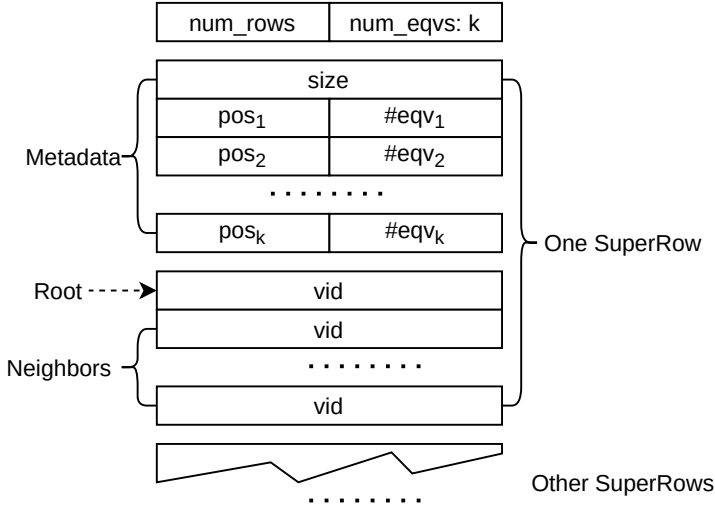 num_rows num_eqvs: k
size
pos₁ #eqv₁
Metadata pos₂ #eqv₂
........
posₖ #eqvₖ
One SuperRow
Root vid
vid
Neighbors ........
vid
Other SuperRows
........